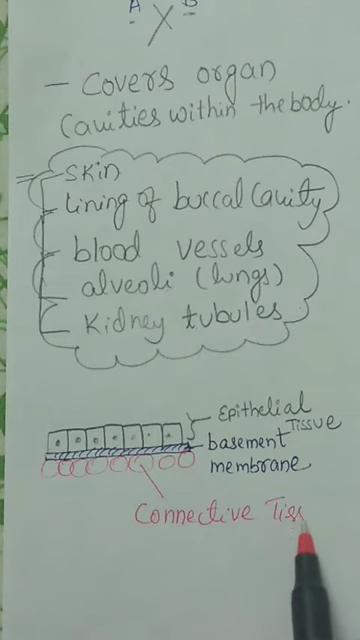 A B
- Covers organ
Cavities within the body.
- Skin
- lining of buccal cavity
- blood vessels
alveoli (lungs)
- Kidney tubules
Epithelial
Tissue
basement
membrane
Connective Tiss